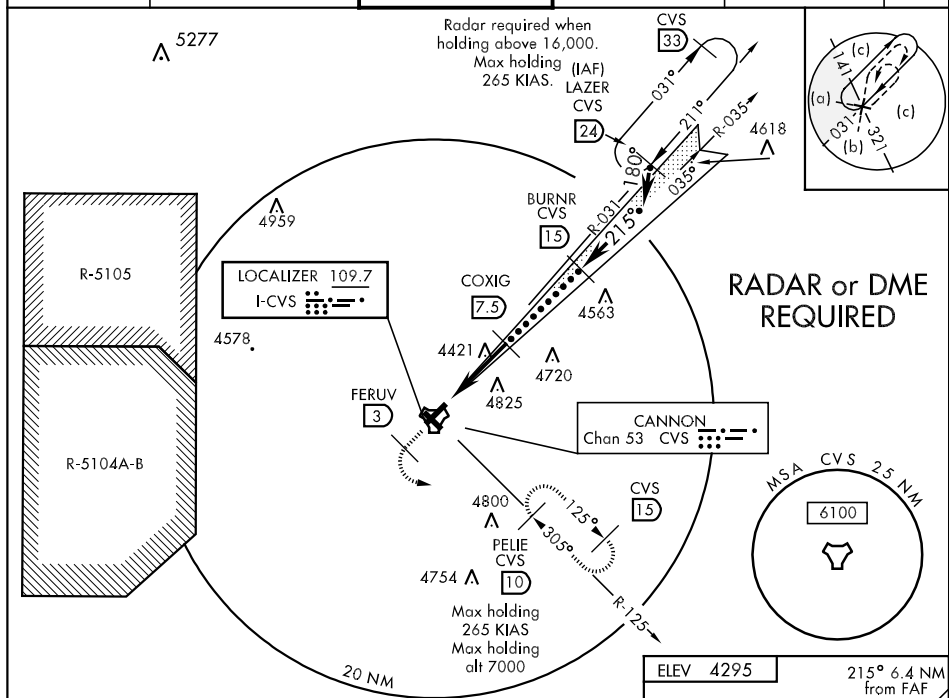 5277
Radar required when
holding above 16,000.
Max holding
265 KIAS.
(IAF)
LAZER
CVS
24
CVS
33
031°
211°
R-035
180°
035°
4618
141
(c)
(a)
(c)
031
(b)
321
4959
BURNR
CVS
15
R-031
215°
R-5105
LOCALIZER 109.7
I-CVS
COXIG
7.5
4563
RADAR or DME
REQUIRED
4578
4421
4720
4825
FERUV
3
CANNON
Chan 53 CVS
R-5104A-B
MSA CVS 25 NM
6100
4800
125°
305°
CVS
15
PELIE
CVS
10
4754
Max holding
265 KIAS
Max holding
alt 7000
R-125
20 NM
ELEV 4295
215° 6.4 NM
from FAF